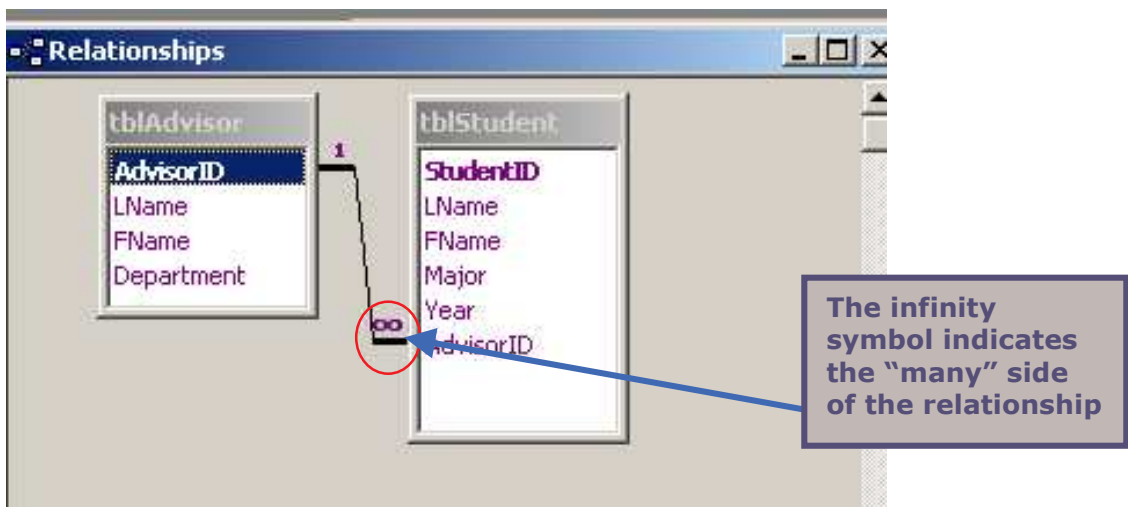 Relationships
tblAdvisor
AdvisorID
LName
FName
Department
1
∞
tblStudent
StudentID
LName
FName
Major
Year
AdvisorID
The infinity
symbol indicates
the “many” side
of the relationship